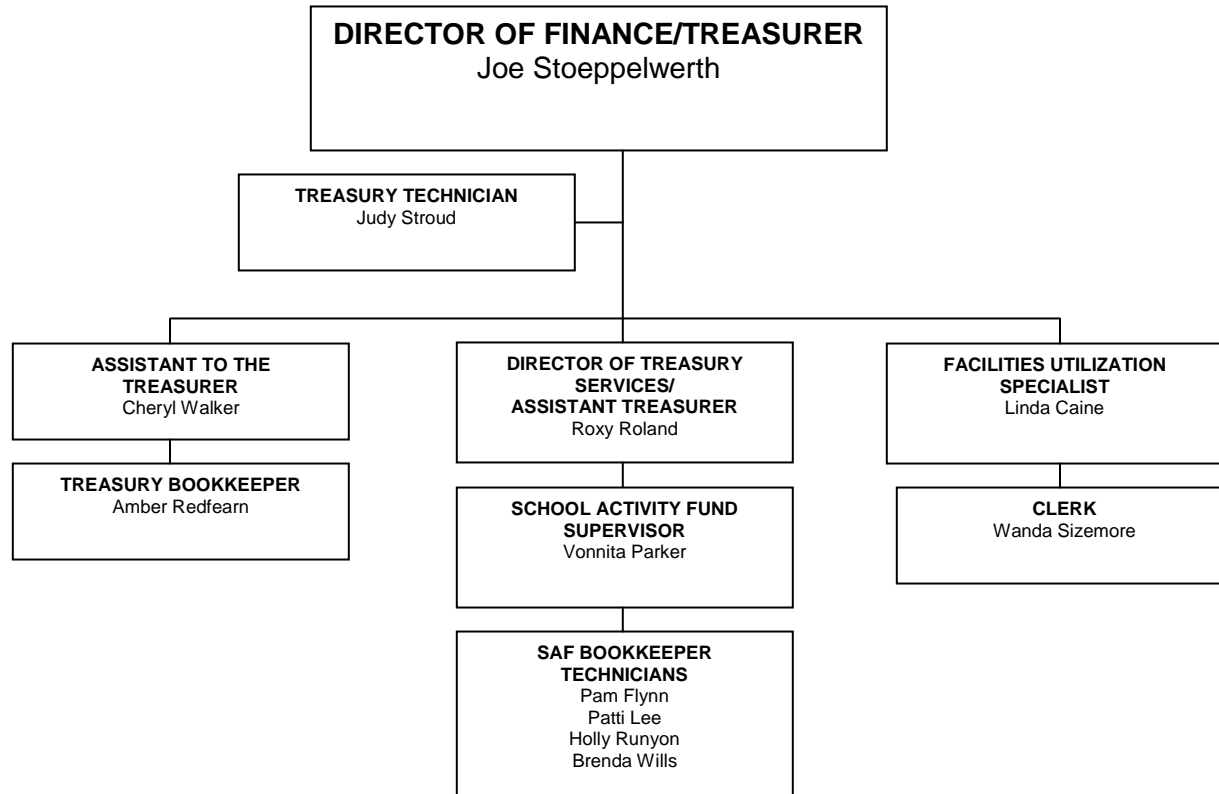 DIRECTOR OF FINANCE/TREASURER
Joe Stoeppelwerth
TREASURY TECHNICIAN
Judy Stroud
ASSISTANT TO THE
TREASURER
Cheryl Walker
TREASURY BOOKKEEPER
Amber Redfearn
DIRECTOR OF TREASURY
SERVICES/
ASSISTANT TREASURER
Roxy Roland
SCHOOL ACTIVITY FUND
SUPERVISOR
Vonnita Parker
SAF BOOKKEEPER
TECHNICIANS
Pam Flynn
Patti Lee
Holly Runyon
Brenda Wills
FACILITIES UTILIZATION
SPECIALIST
Linda Caine
CLERK
Wanda Sizemore